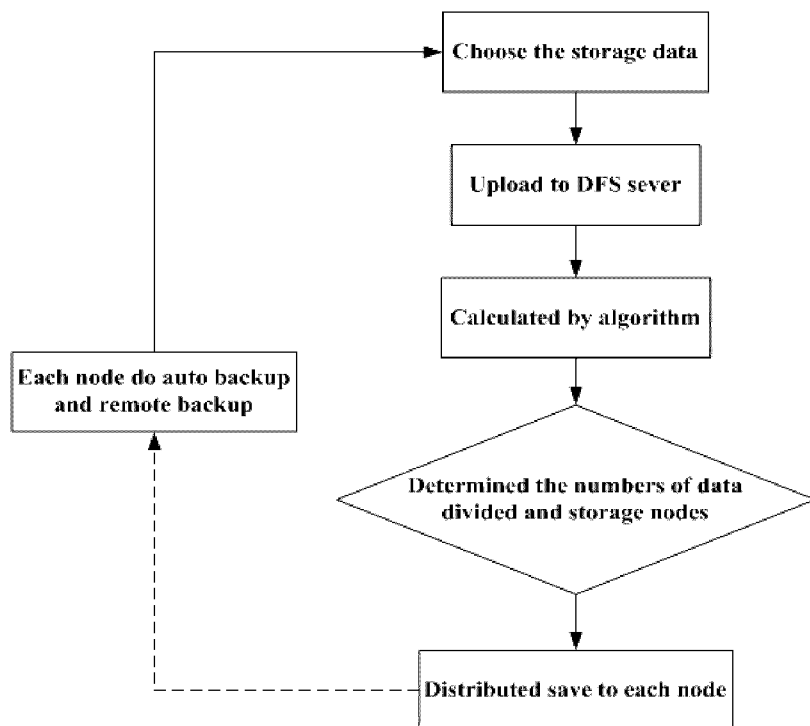 Choose the storage data
Upload to DFS sever
Calculated by algorithm
Each node do auto backup
and remote backup
Determined the numbers of data
divided and storage nodes
Distributed save to each node